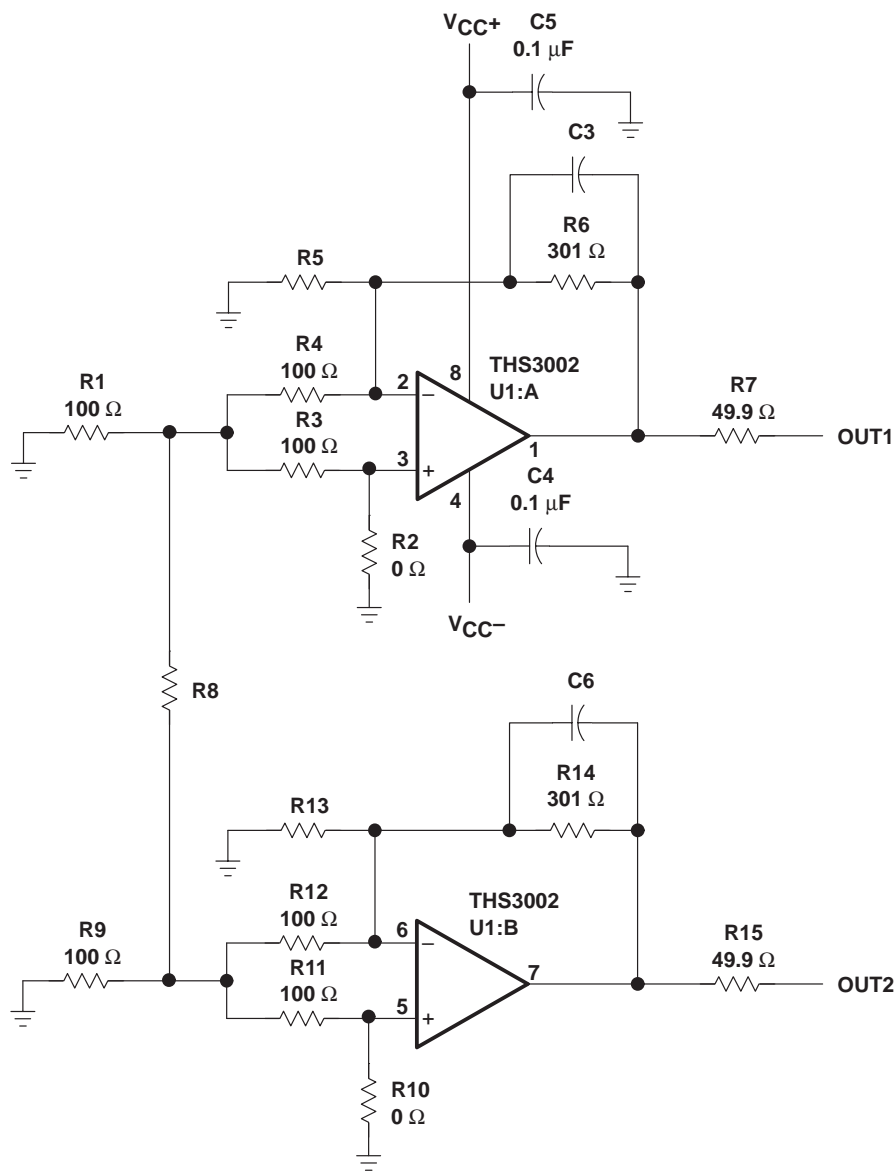 VCC+
C5
0.1 μF
C3
R6
301 Ω
R5
R4
100 Ω
THS3002
U1:A
8
2
−
R1
100 Ω
R3
100 Ω
R7
49.9 Ω
OUT1
1
3
+
C4
0.1 μF
4
R2
0 Ω
VCC−
R8
C6
R14
301 Ω
R13
R12
100 Ω
THS3002
U1:B
6
−
R9
100 Ω
R11
100 Ω
7
R15
49.9 Ω
OUT2
5
+
R10
0 Ω